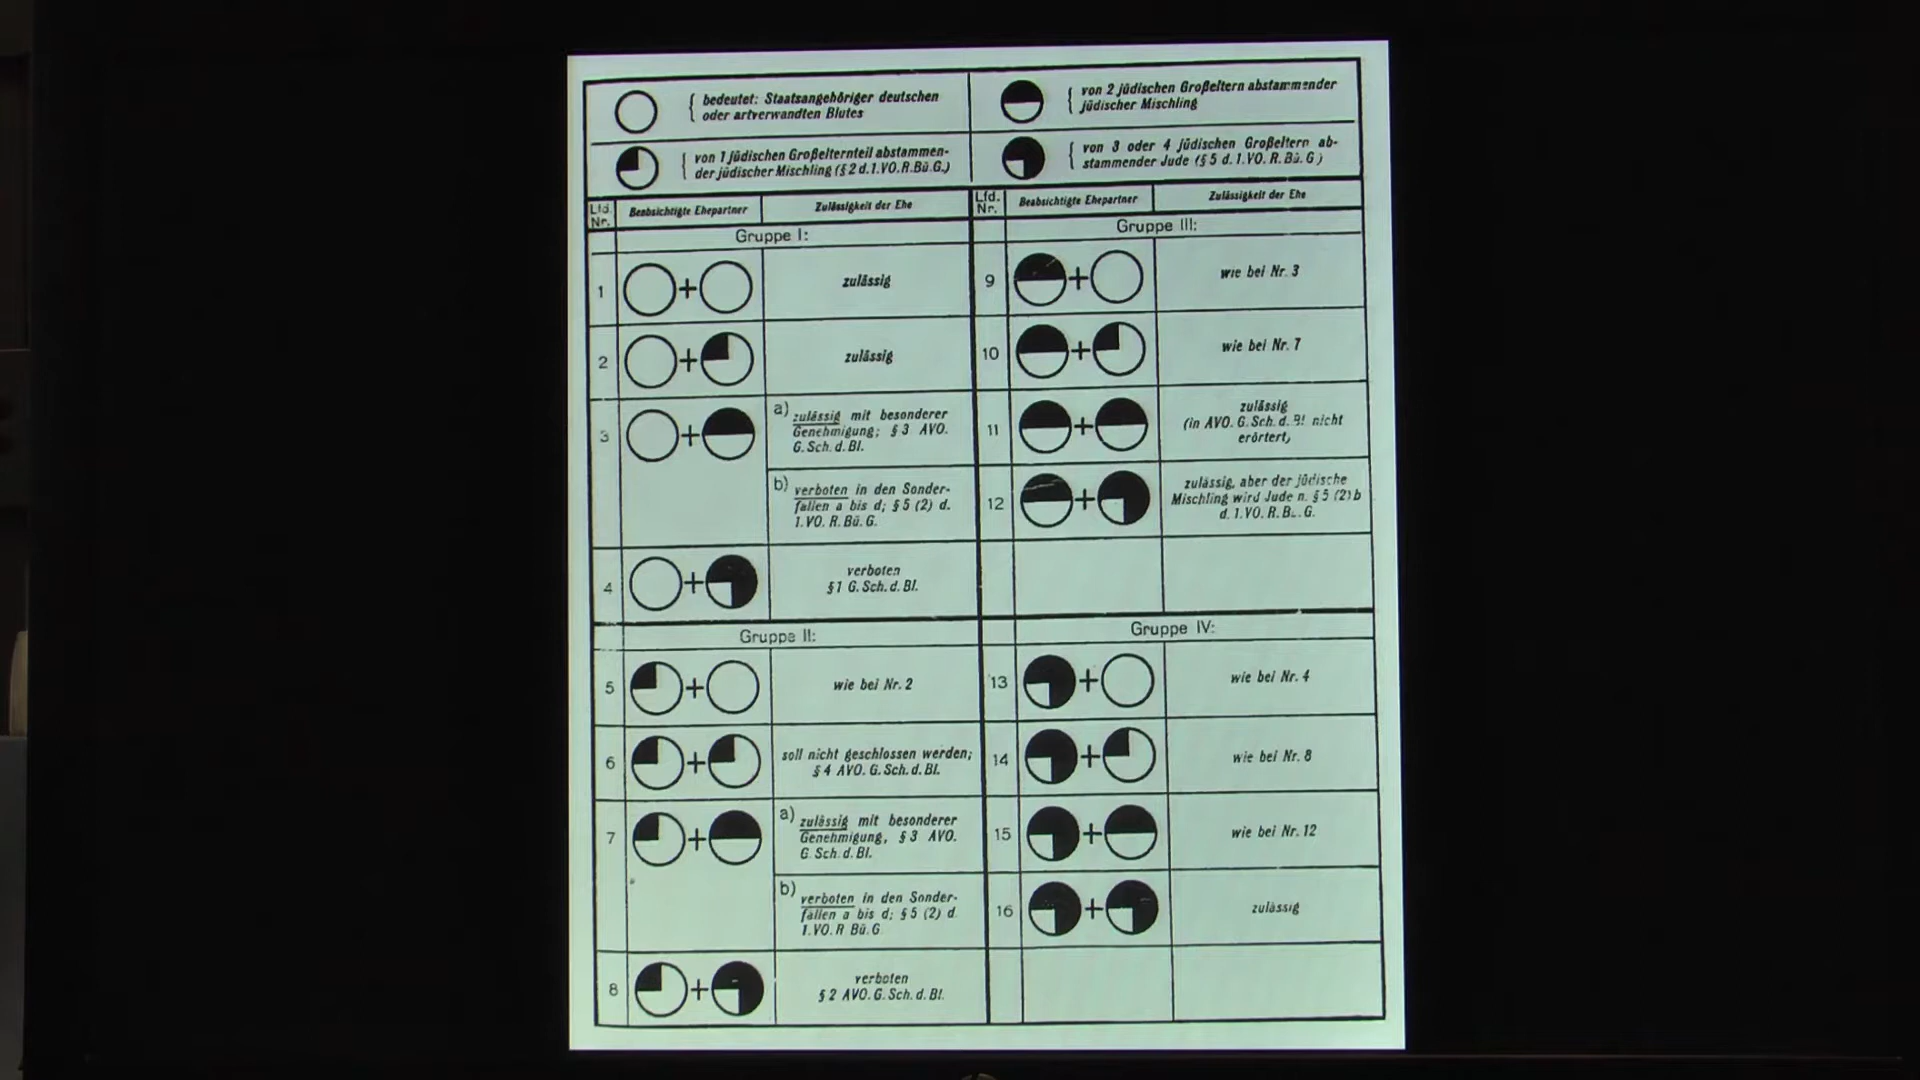 bedeutet: Staatsangehöriger deutschen
oder artverwandten Blutes
von 1 jüdischen Großelternteil abstammen-
der jüdischer Mischling (§ 2 d. 1. VO. R. Bü. G.)
von 2 jüdischen Großeltern abstammender
jüdischer Mischling
von 3 oder 4 jüdischen Großeltern ab-
stammender Jude (§ 5 d. 1. VO. R. Bü. G)
Lfd. Nr.
Beabsichtigte Ehepartner
Zulässigkeit der Ehe
Gruppe I:
1
+
zulässig
2
+
zulässig
3
+
a) zulässig mit besonderer
Genehmigung; § 3 AVO.
G. Sch. d. Bl.
b) verboten in den Sonder-
fällen a bis d; § 5 (2) d.
1. VO. R. Bü. G.
4
+
verboten
§ 1 G. Sch. d. Bl.
Gruppe II:
5
+
wie bei Nr. 2
6
+
soll nicht geschlossen werden;
§ 4 AVO. G. Sch. d. Bl.
7
+
a) zulässig mit besonderer
Genehmigung, § 3 AVO.
G Sch. d. Bl.
b) verboten in den Sonder-
fällen a bis d; § 5 (2) d
1. VO. R Bü. G
8
+
verboten
§ 2 AVO. G. Sch. d. Bl.
Lfd. Nr.
Beabsichtigte Ehepartner
Zulässigkeit der Ehe
Gruppe III:
9
+
wie bei Nr. 3
10
+
wie bei Nr. 7
11
+
zulässig
(in AVO. G. Sch. d. Bl nicht
erörtert)
12
+
zulässig, aber der jüdische
Mischling wird Jude n. § 5 (2) b
d. 1. VO. R. B. G.
Gruppe IV:
13
+
wie bei Nr. 4
14
+
wie bei Nr. 8
15
+
wie bei Nr. 12
16
+
zulässig